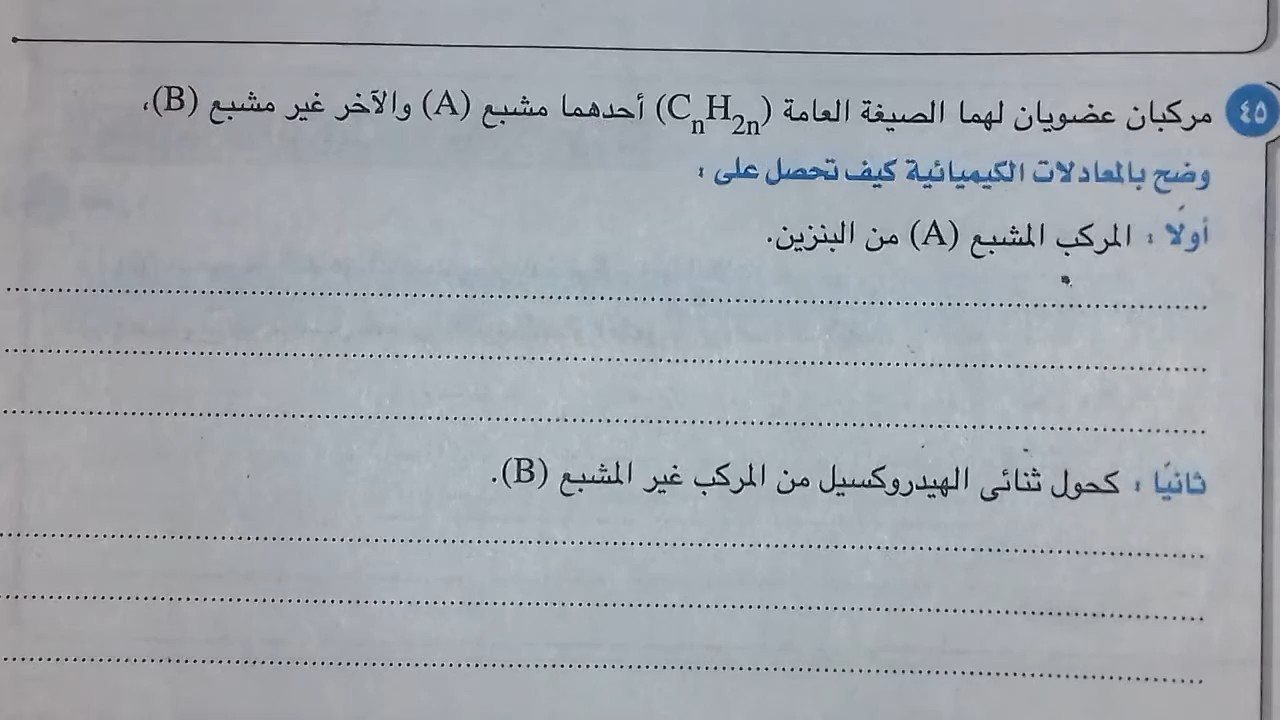 ٤٥ مركبان عضويان لهما الصيغة العامة (CnH2n) أحدهما مشبع (A) والآخر غير مشبع (B)،
وضح بالمعادلات الكيميائية كيف تحصل على :
أولًا : المركب المشبع (A) من البنزين.
ثانيًا : كحول ثنائى الهيدروكسيل من المركب غير المشبع (B).